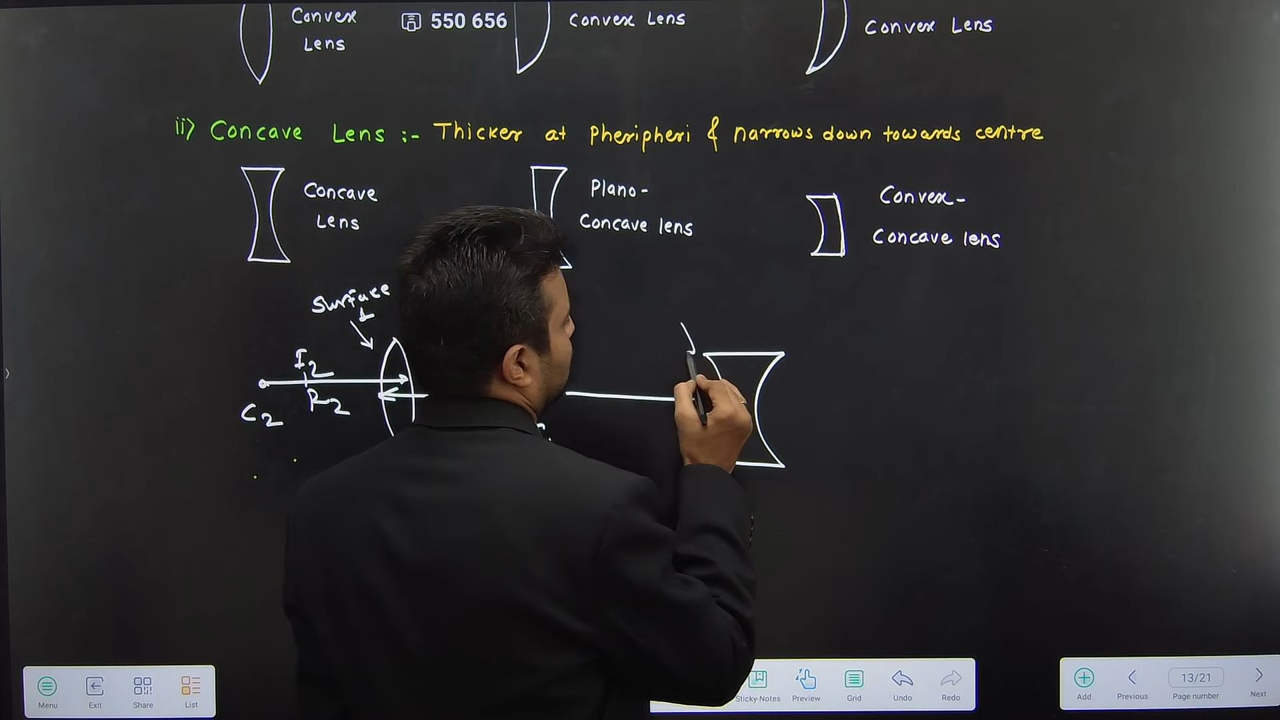 Convex
Lens
550 656
Convex Lens
Convex Lens
ii) Concave Lens :- Thicker at Pheripheri & narrows down towards centre
Concave
Lens
Plano-
Concave lens
Convex-
Concave lens
Surface
1
F2
R2
C2
Menu
Exit
Share
List
Sticky-Notes
Preview
Grid
Undo
Redo
Add
Previous
13/21
Page number
Next